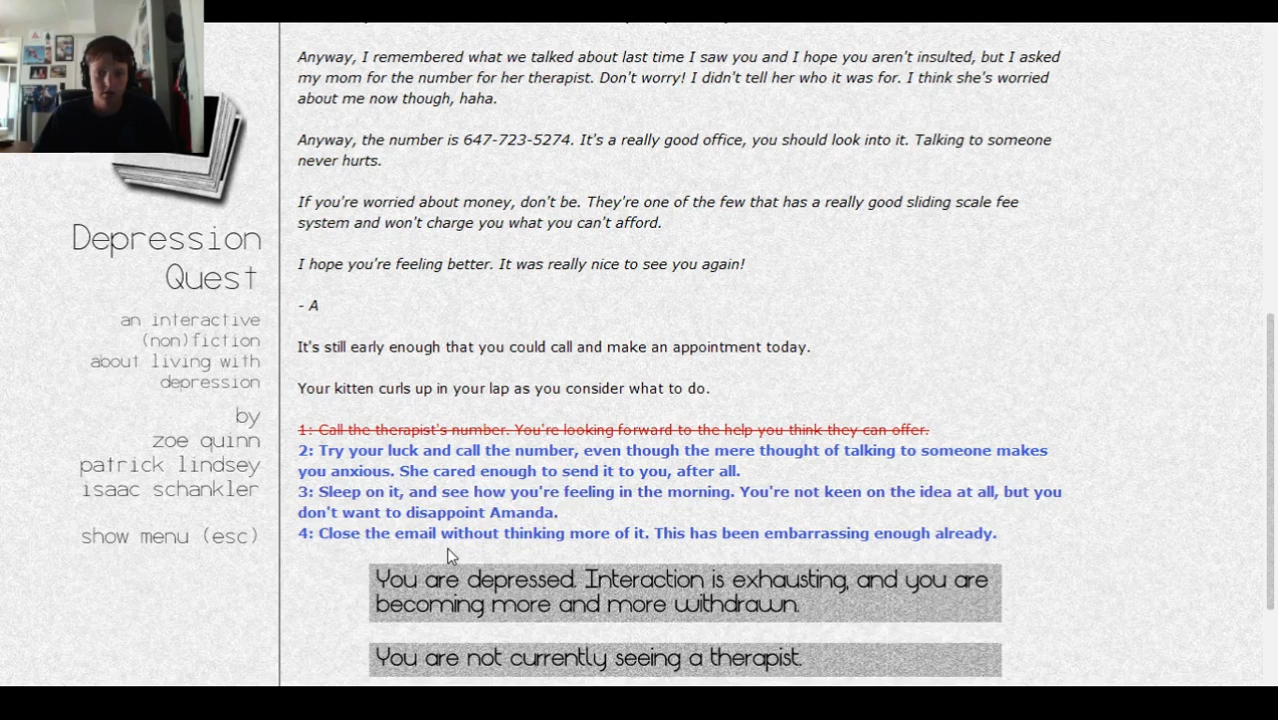 Anyway, I remembered what we talked about last time I saw you and I hope you aren't insulted, but I asked
my mom for the number for her therapist. Don't worry! I didn't tell her who it was for. I think she's worried
about me now though, haha.
Anyway, the number is 647-723-5274. It's a really good office, you should look into it. Talking to someone
never hurts.
If you're worried about money, don't be. They're one of the few that has a really good sliding scale fee
system and won't charge you what you can't afford.
I hope you're feeling better. It was really nice to see you again!
- A
It's still early enough that you could call and make an appointment today.
Your kitten curls up in your lap as you consider what to do.
1: Call the therapist's number. You're looking forward to the help you think they can offer.
2: Try your luck and call the number, even though the mere thought of talking to someone makes
you anxious. She cared enough to send it to you, after all.
3: Sleep on it, and see how you're feeling in the morning. You're not keen on the idea at all, but you
don't want to disappoint Amanda.
4: Close the email without thinking more of it. This has been embarrassing enough already.
You are depressed. Interaction is exhausting, and you are
becoming more and more withdrawn.
You are not currently seeing a therapist.
Depression
Quest
an interactive
(non)fiction
about living with
depression
by
zoe quinn
patrick lindsey
isaac schankler
show menu (esc)